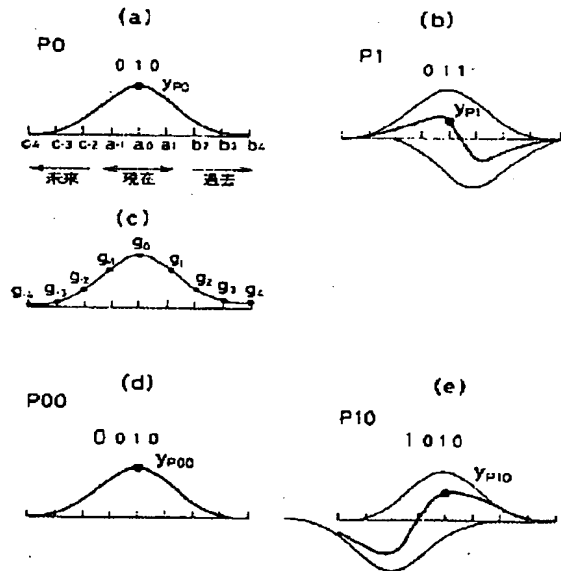 (a)
P0
0 1 0
yP0
c-4 c-3 c-2 a-1 a0 a1 b2 b3 b4
未来 現在 過去
(b)
P1
0 1 1
yP1
(c)
g-4 g-3 g-2 g-1 g0 g1 g2 g3 g4
(d)
P00
0 0 1 0
yP00
(e)
P10
1 0 1 0
yP10